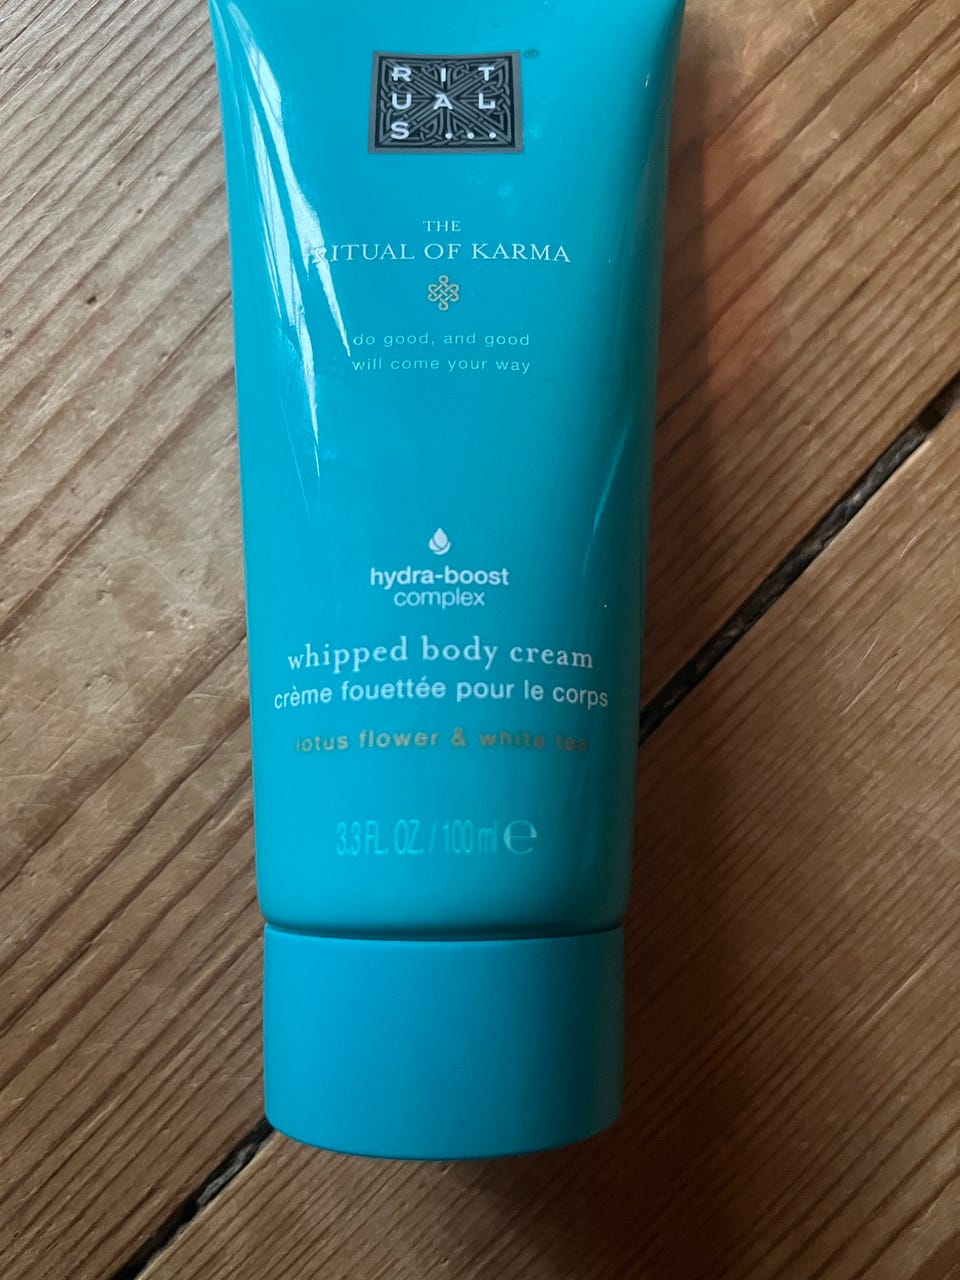 RIT
UAL
S...
®
THE
RITUAL OF KARMA
do good, and good
will come your way
hydra-boost
complex
whipped body cream
crème fouettée pour le corps
lotus flower & white tea
3.3 FL. OZ. / 100 ml ℮